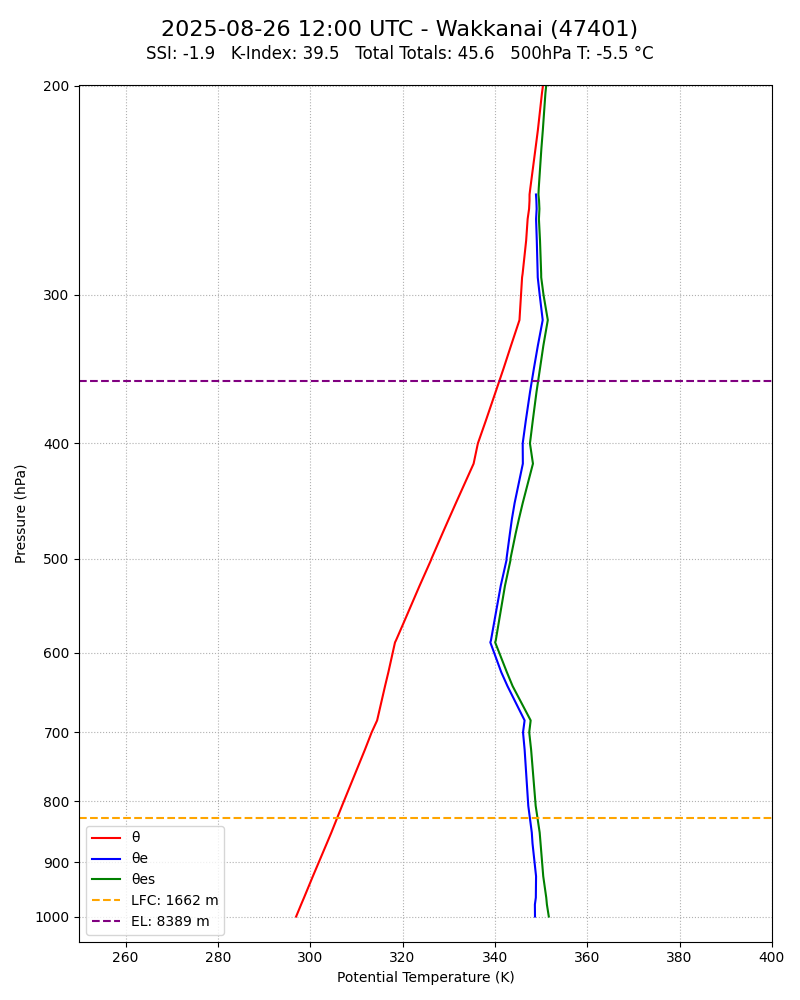 2025-08-26 12:00 UTC - Wakkanai (47401)
SSI: -1.9 K-Index: 39.5 Total Totals: 45.6 500hPa T: -5.5 °C
200
300
400
500
600
700
800
900
1000
Pressure (hPa)
θ
θe
θes
LFC: 1662 m
EL: 8389 m
260 280 300 320 340 360 380 400
Potential Temperature (K)